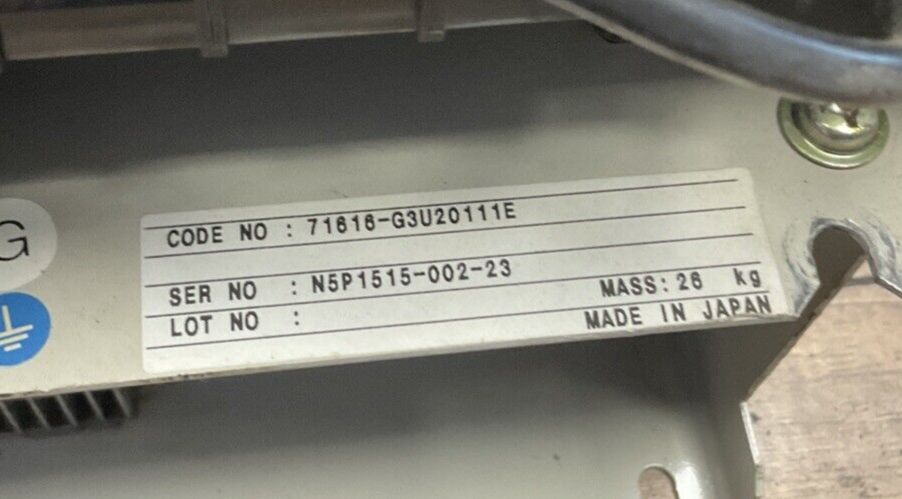 G
CODE NO : 71616-G3U20111E
SER NO : N5P1515-002-23
MASS: 26 kg
LOT NO :
MADE IN JAPAN